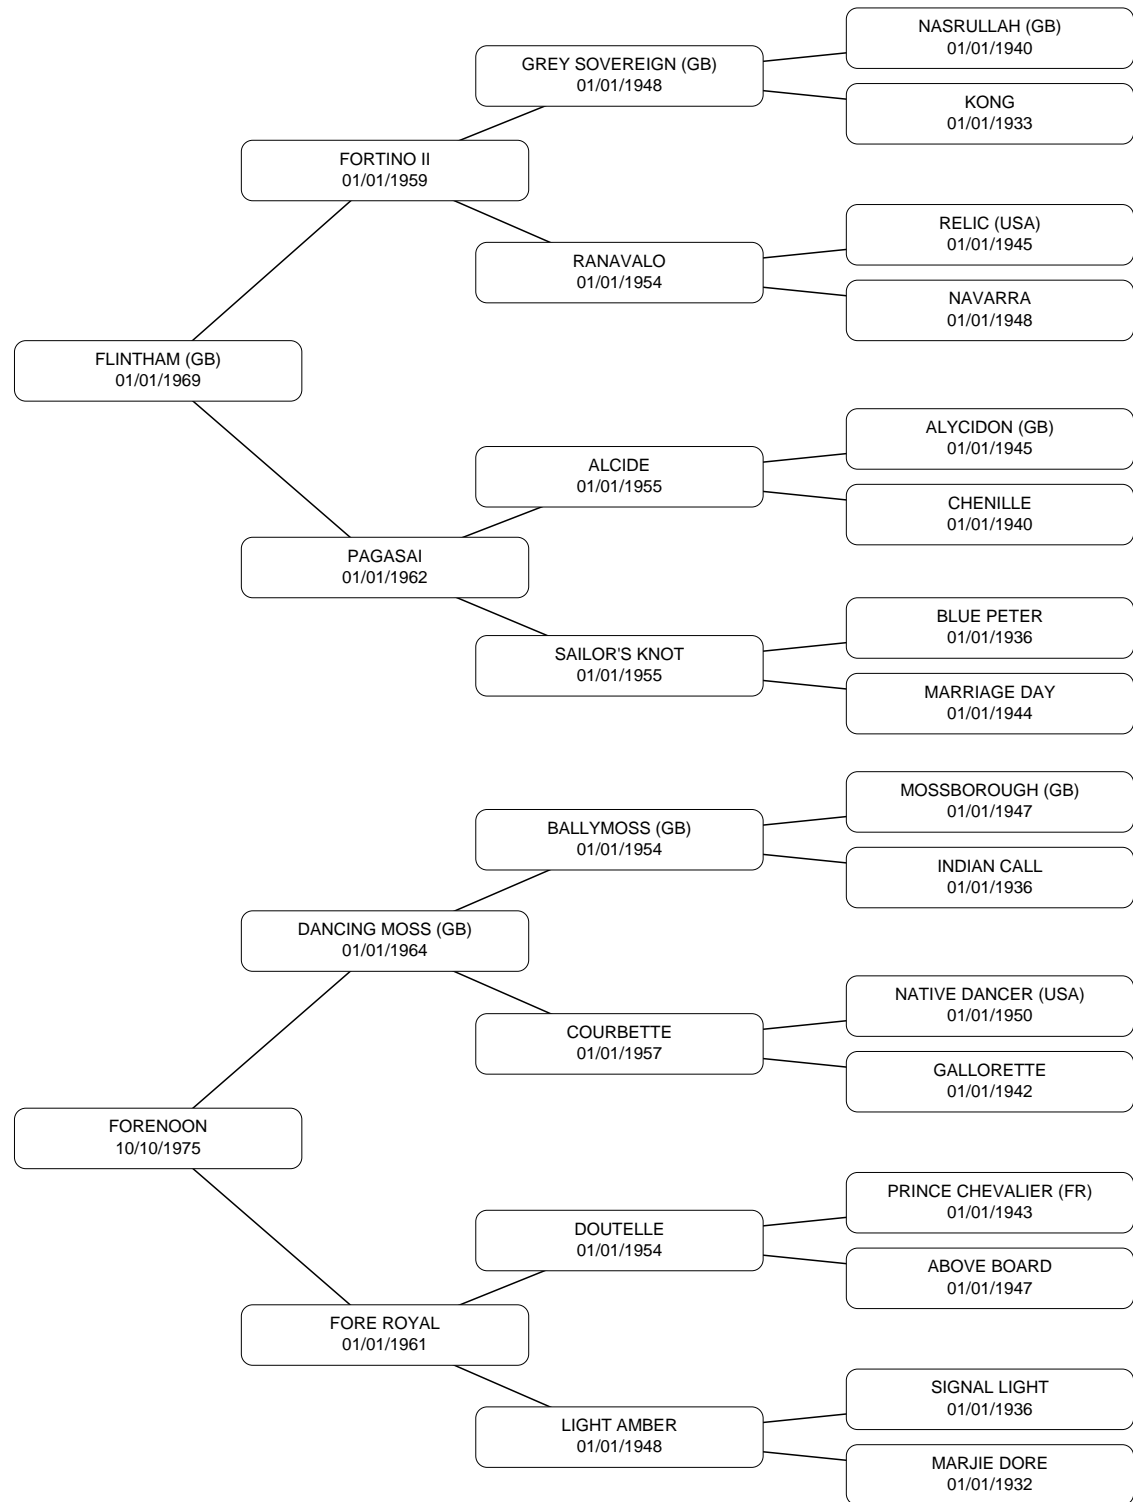 NASRULLAH (GB)
01/01/1940
GREY SOVEREIGN (GB)
01/01/1948
KONG
01/01/1933
FORTINO II
01/01/1959
RELIC (USA)
01/01/1945
RANAVALO
01/01/1954
NAVARRA
01/01/1948
FLINTHAM (GB)
01/01/1969
ALYCIDON (GB)
01/01/1945
ALCIDE
01/01/1955
CHENILLE
01/01/1940
PAGASAI
01/01/1962
BLUE PETER
01/01/1936
SAILOR'S KNOT
01/01/1955
MARRIAGE DAY
01/01/1944
MOSSBOROUGH (GB)
01/01/1947
BALLYMOSS (GB)
01/01/1954
INDIAN CALL
01/01/1936
DANCING MOSS (GB)
01/01/1964
NATIVE DANCER (USA)
01/01/1950
COURBETTE
01/01/1957
GALLORETTE
01/01/1942
FORENOON
10/10/1975
PRINCE CHEVALIER (FR)
01/01/1943
DOUTELLE
01/01/1954
ABOVE BOARD
01/01/1947
FORE ROYAL
01/01/1961
SIGNAL LIGHT
01/01/1936
LIGHT AMBER
01/01/1948
MARJIE DORE
01/01/1932